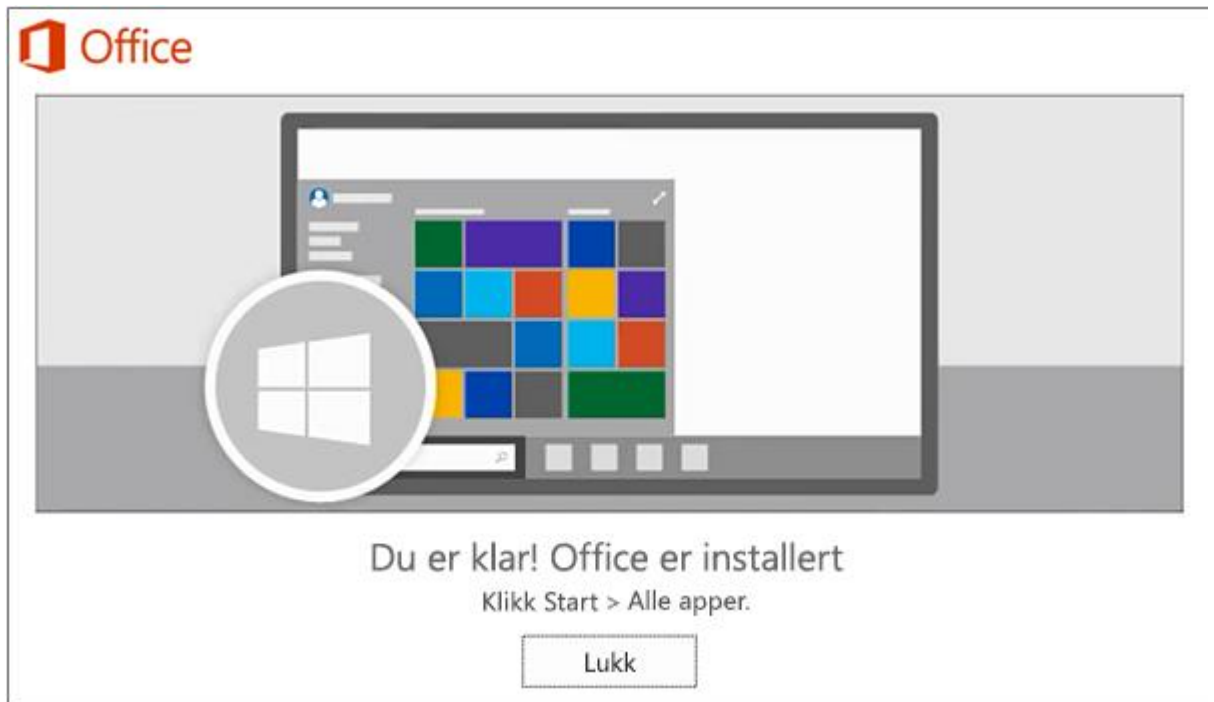 Office
Du er klar! Office er installert
Klikk Start > Alle apper.
Lukk